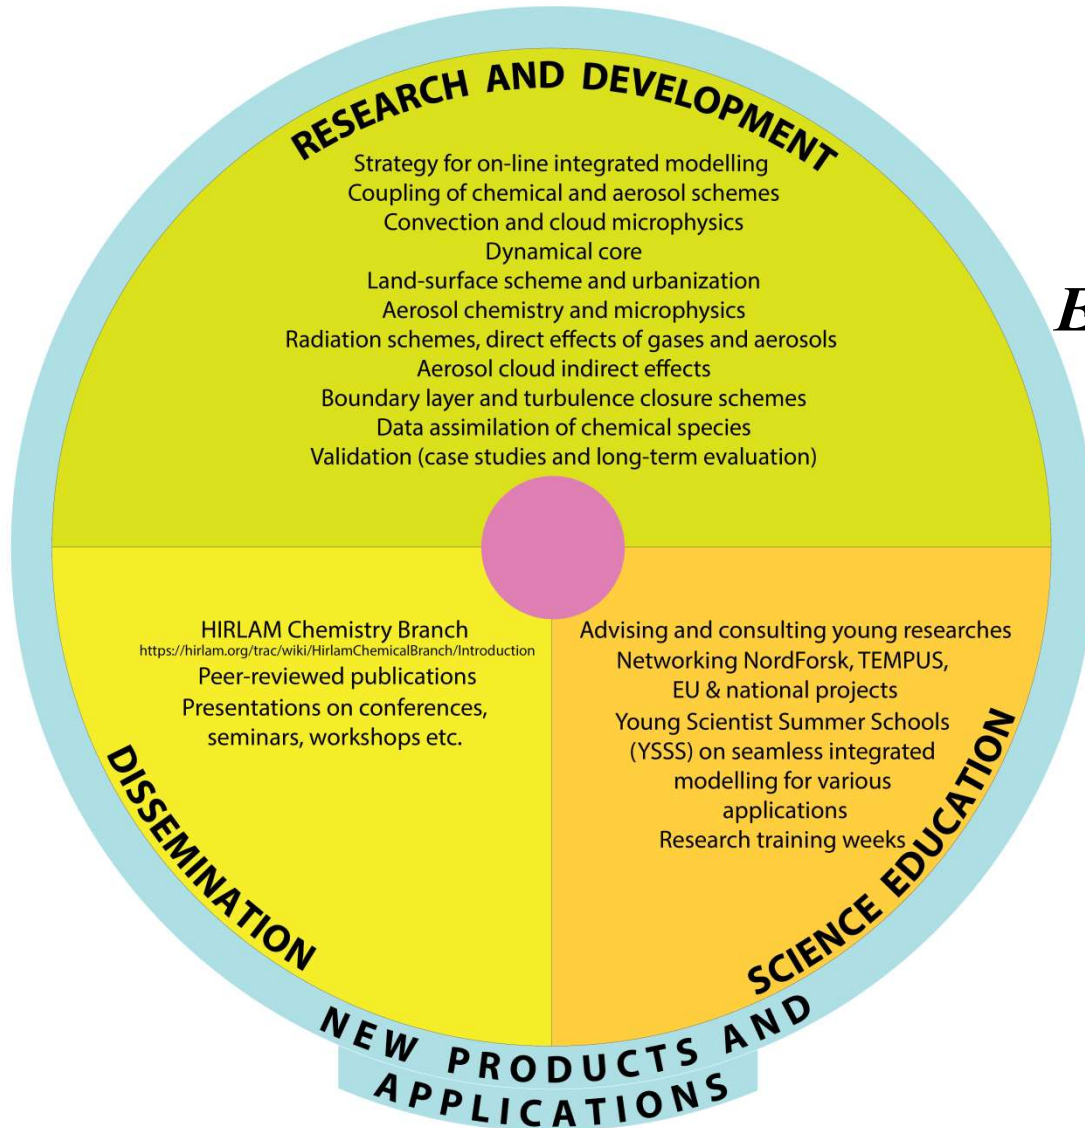 RESEARCH AND DEVELOPMENT
Strategy for on-line integrated modelling
Coupling of chemical and aerosol schemes
Convection and cloud microphysics
Dynamical core
Land-surface scheme and urbanization
Aerosol chemistry and microphysics
Radiation schemes, direct effects of gases and aerosols
Aerosol cloud indirect effects
Boundary layer and turbulence closure schemes
Data assimilation of chemical species
Validation (case studies and long-term evaluation)
HIRLAM Chemistry Branch
https://hirlam.org/trac/wiki/HirlamChemicalBranch/Introduction
Peer-reviewed publications
Presentations on conferences,
seminars, workshops etc.
DISSEMINATION
Advising and consulting young researches
Networking NordForsk, TEMPUS,
EU & national projects
Young Scientist Summer Schools
(YSSS) on seamless integrated
modelling for various
applications
Research training weeks
SCIENCE EDUCATION
NEW PRODUCTS AND
APPLICATIONS